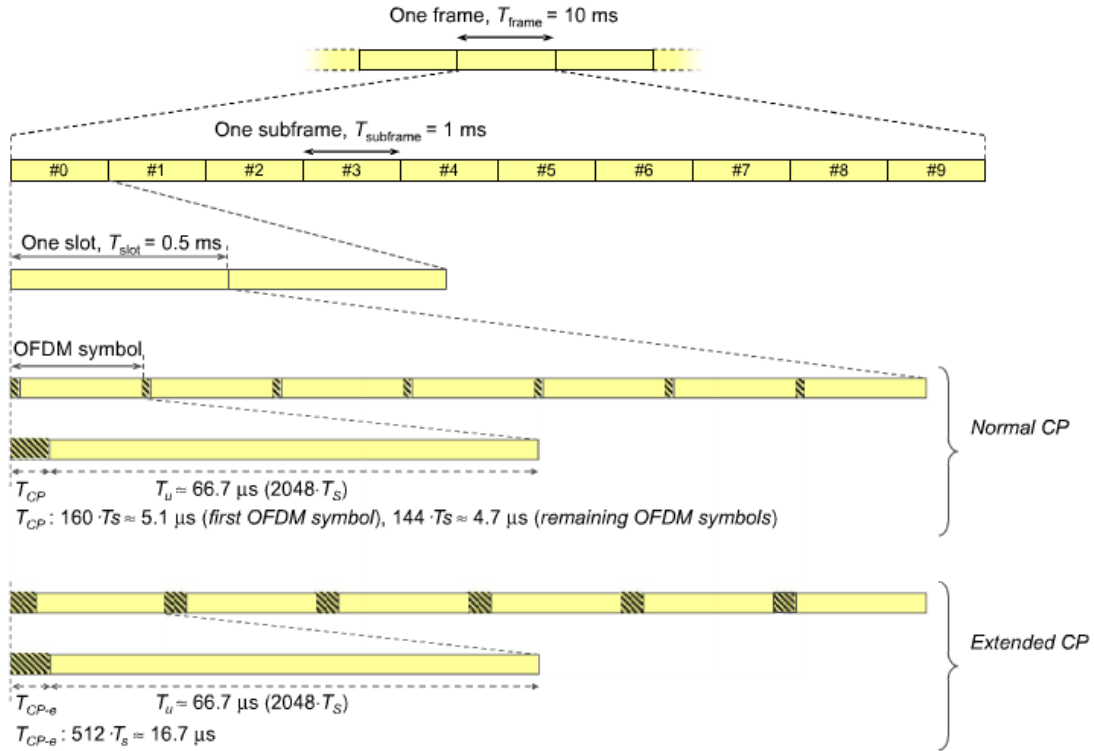 One frame, T_frame = 10 ms
One subframe, T_subframe = 1 ms
#0 #1 #2 #3 #4 #5 #6 #7 #8 #9
One slot, T_slot = 0.5 ms
OFDM symbol
Normal CP
T_CP T_u ≈ 66.7 μs (2048·T_S)
T_CP : 160 ·Ts ≈ 5.1 μs (first OFDM symbol), 144 ·Ts ≈ 4.7 μs (remaining OFDM symbols)
Extended CP
T_CP-e T_u ≈ 66.7 μs (2048·T_S)
T_CP-e : 512 ·T_s ≈ 16.7 μs